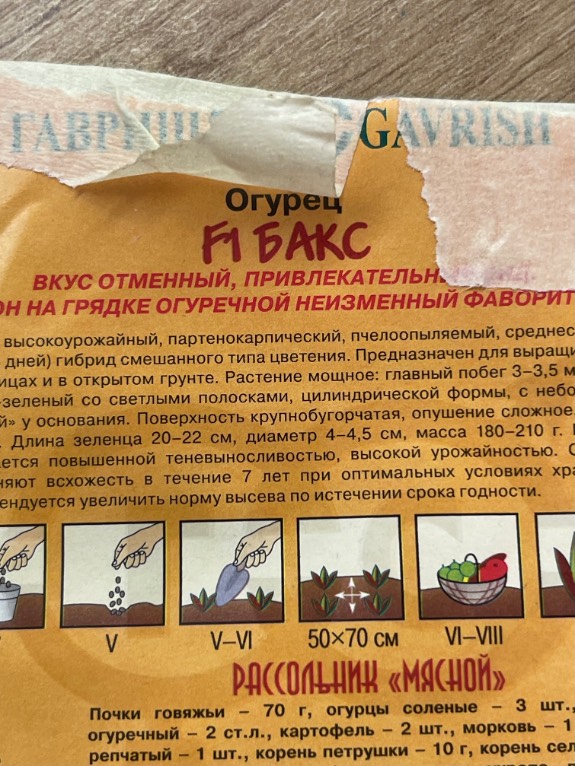 ГАВРИШ GAVRISH
Огурец
F1 БАКС
ВКУС ОТМЕННЫЙ, ПРИВЛЕКАТЕЛЬН
ОН НА ГРЯДКЕ ОГУРЕЧНОЙ НЕИЗМЕННЫЙ ФАВОРИТ
высокоурожайный, партенокарпический, пчелоопыляемый, среднес
дней) гибрид смешанного типа цветения. Предназначен для выращи
ицах и в открытом грунте. Растение мощное: главный побег 3–3,5 м
-зеленый со светлыми полосками, цилиндрической формы, с небо
й» у основания. Поверхность крупнобугорчатая, опушение сложное,
. Длина зеленца 20–22 см, диаметр 4–4,5 см, масса 180–210 г.
ается повышенной теневыносливостью, высокой урожайностью. С
няют всхожесть в течение 7 лет при оптимальных условиях хра
ендуется увеличить норму высева по истечении срока годности.
V V–VI 50×70 см VI–VIII
РАССОЛЬНИК «МЯСНОЙ»
Почки говяжьи – 70 г, огурцы соленые – 3 шт.,
огуречный – 2 ст.л., картофель – 2 шт., морковь – 1
репчатый – 1 шт., корень петрушки – 10 г, корень сел